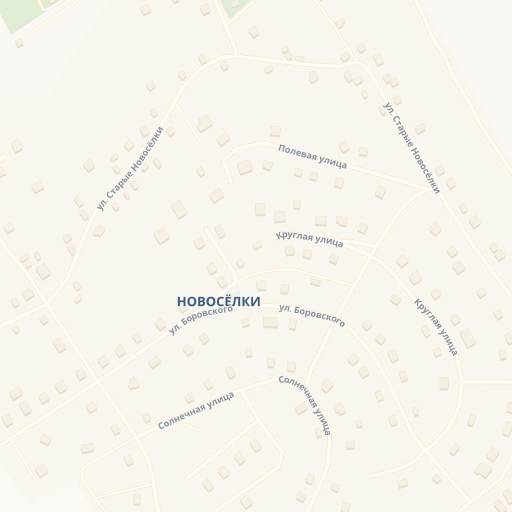 ул. Старые Новосёлки
ул. Старые Новосёлки
Полевая улица
Круглая улица
НОВОСЁЛКИ
ул. Боровского
ул. Боровского
Круглая улица
Солнечная улица
Солнечная улица